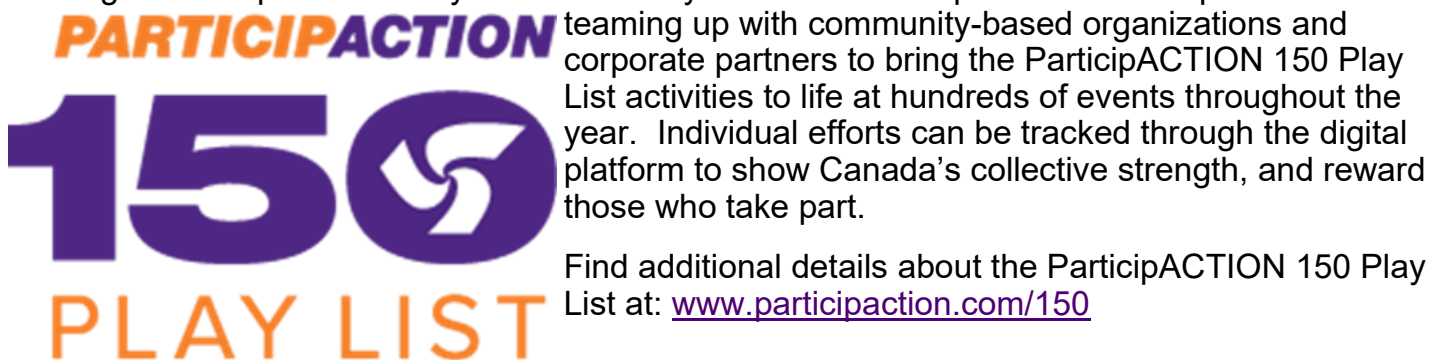 PARTICIPACTION
150
PLAY LIST
teaming up with community-based organizations and
corporate partners to bring the ParticipACTION 150 Play
List activities to life at hundreds of events throughout the
year.  Individual efforts can be tracked through the digital
platform to show Canada's collective strength, and reward
those who take part.
Find additional details about the ParticipACTION 150 Play
List at: www.participaction.com/150